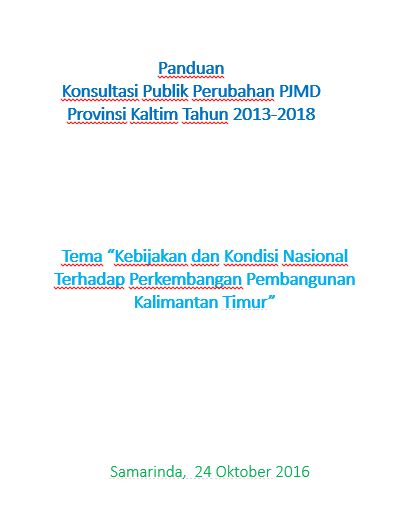 Panduan
Konsultasi Publik Perubahan PJMD
Provinsi Kaltim Tahun 2013-2018
Tema “Kebijakan dan Kondisi Nasional
Terhadap Perkembangan Pembangunan
Kalimantan Timur”
Samarinda, 24 Oktober 2016